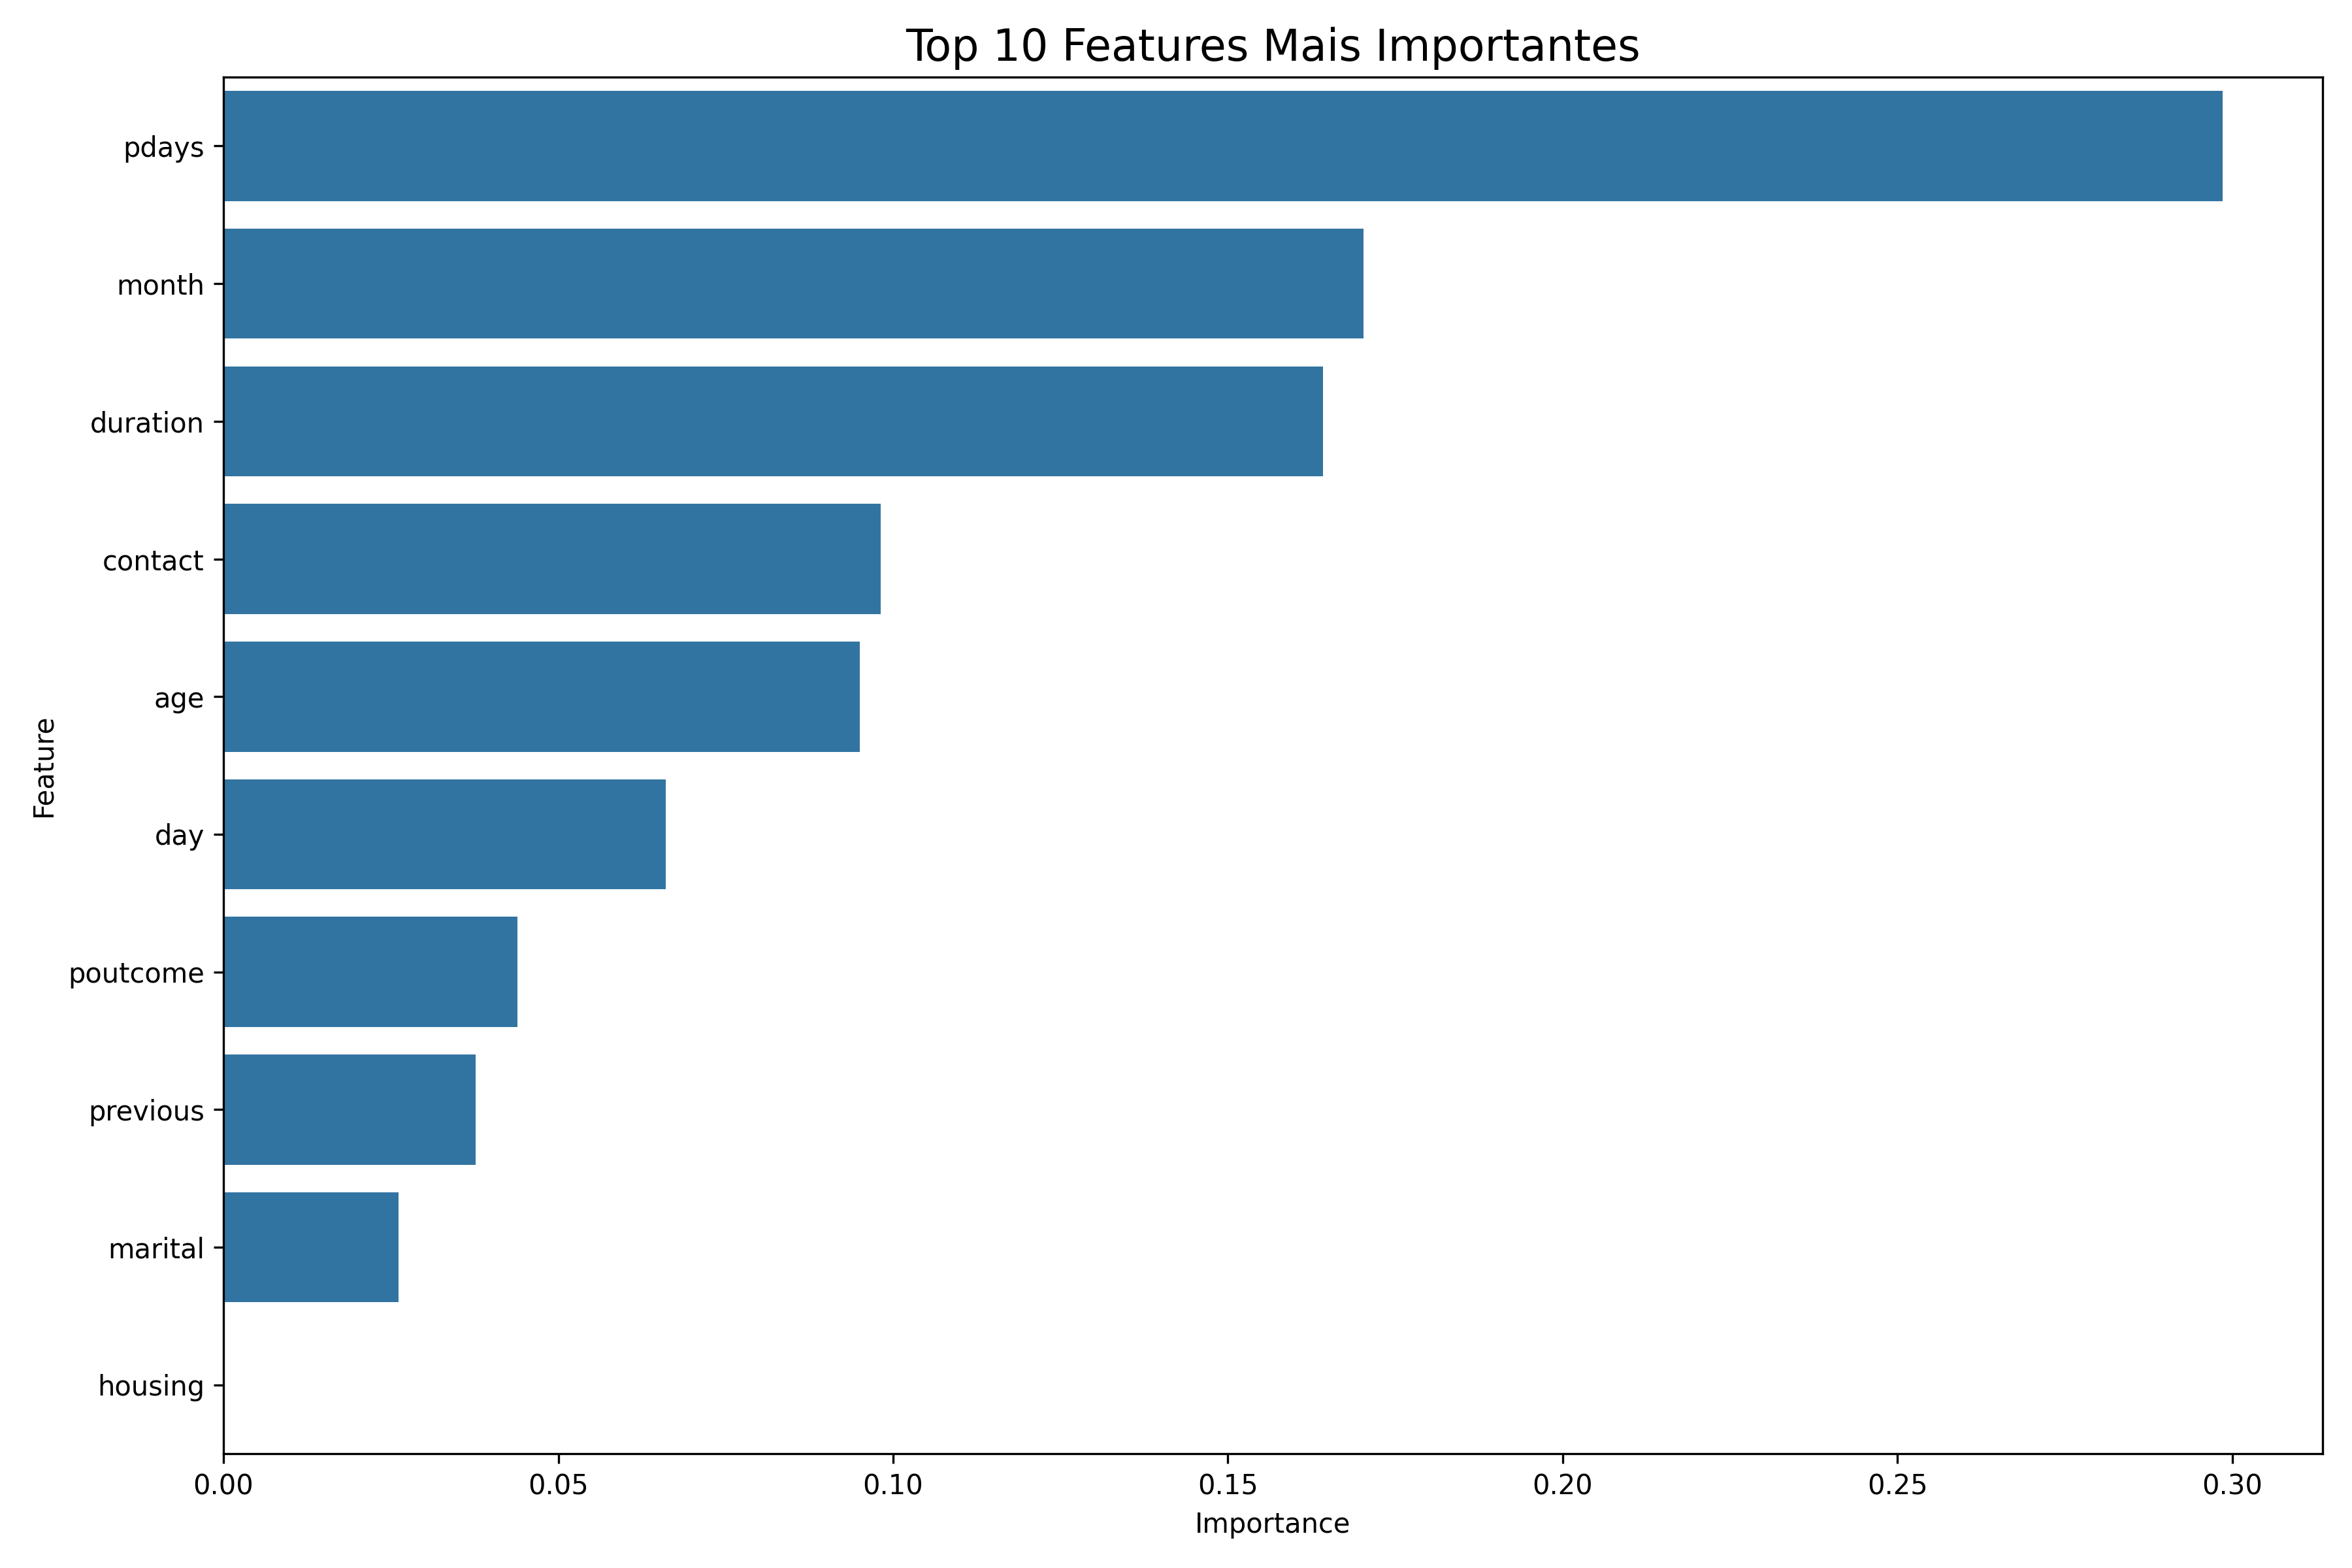 Top 10 Features Mais Importantes
Feature
pdays
month
duration
contact
age
day
poutcome
previous
marital
housing
0.00 0.05 0.10 0.15 0.20 0.25 0.30
Importance